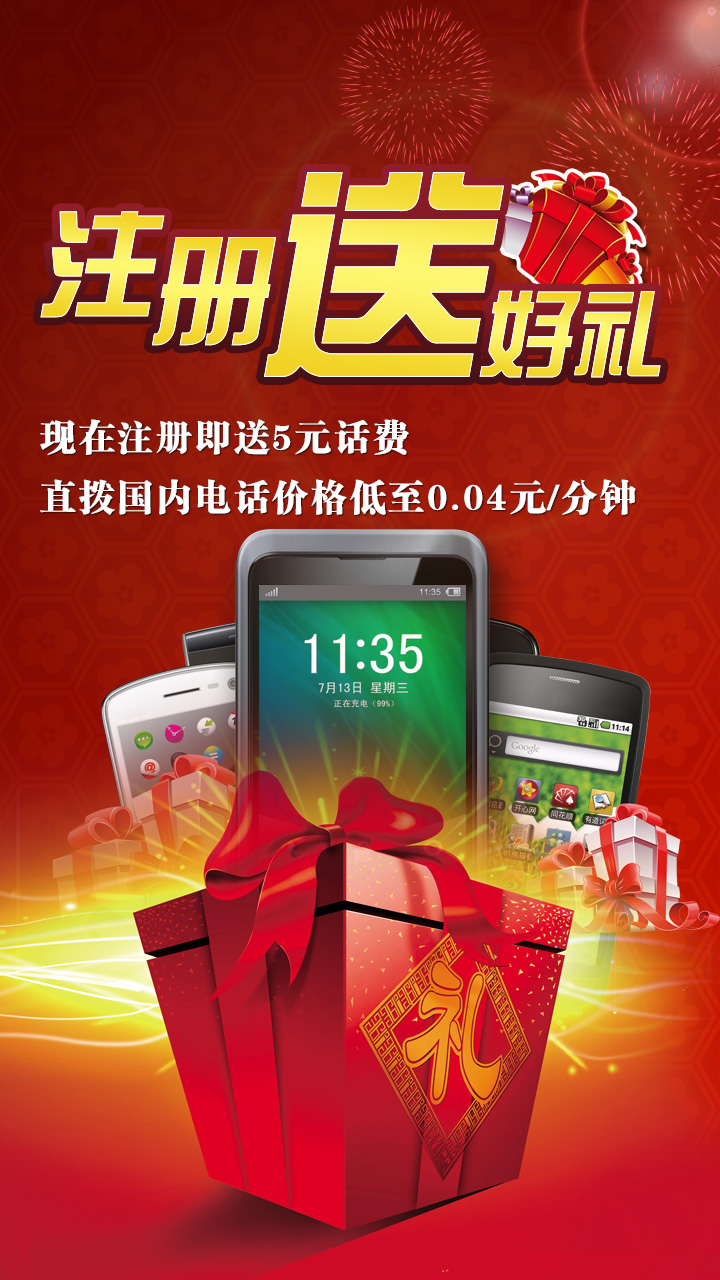 注册送好礼
现在注册即送5元话费
直拨国内电话价格低至0.04元/分钟
11:35
11:35
7月13日 星期三
正在充电（99%）
11:14
Google
开心网
同花顺
礼